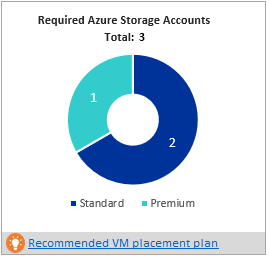 Required Azure Storage Accounts
Total: 3
1
2
Standard
Premium
Recommended VM placement plan